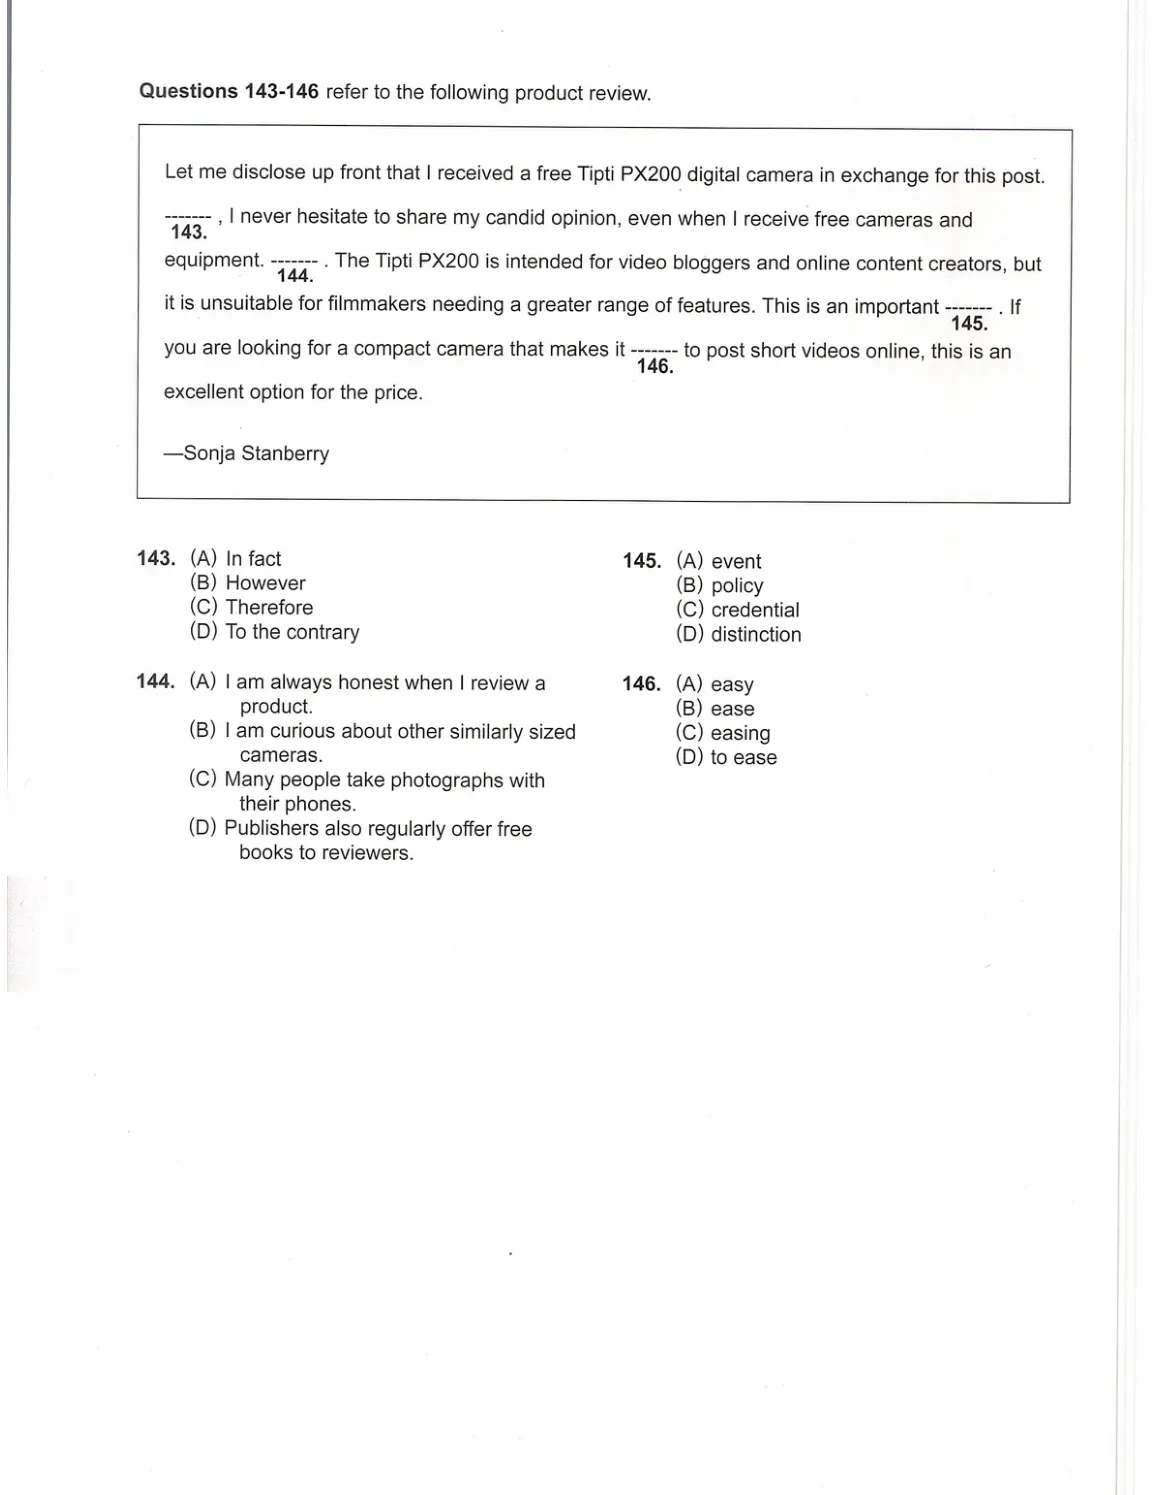 Questions 143-146 refer to the following product review.
Let me disclose up front that I received a free Tipti PX200 digital camera in exchange for this post.
------- , I never hesitate to share my candid opinion, even when I receive free cameras and
143.
equipment. ------- . The Tipti PX200 is intended for video bloggers and online content creators, but
144.
it is unsuitable for filmmakers needing a greater range of features. This is an important ------- . If
145.
you are looking for a compact camera that makes it ------- to post short videos online, this is an
146.
excellent option for the price.
—Sonja Stanberry
143. (A) In fact
(B) However
(C) Therefore
(D) To the contrary
144. (A) I am always honest when I review a
product.
(B) I am curious about other similarly sized
cameras.
(C) Many people take photographs with
their phones.
(D) Publishers also regularly offer free
books to reviewers.
145. (A) event
(B) policy
(C) credential
(D) distinction
146. (A) easy
(B) ease
(C) easing
(D) to ease